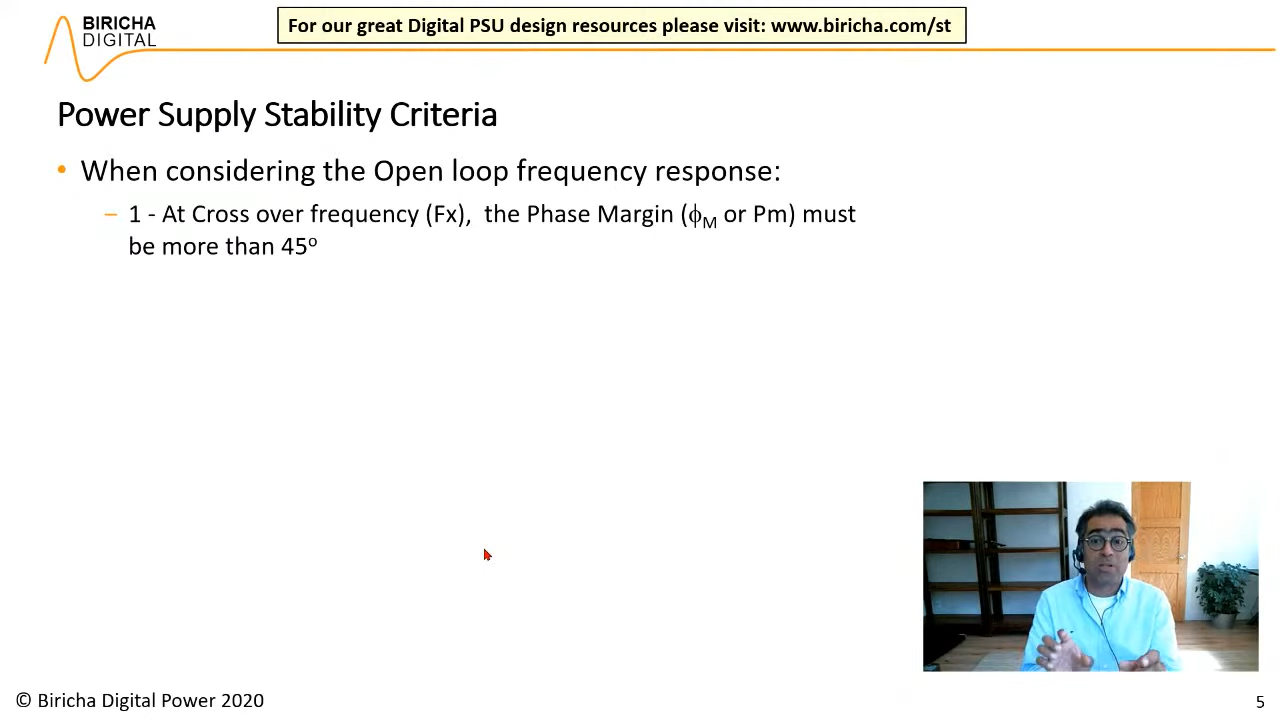 BIRICHA
DIGITAL
For our great Digital PSU design resources please visit: www.biricha.com/st
Power Supply Stability Criteria
• When considering the Open loop frequency response:
– 1 - At Cross over frequency (Fx), the Phase Margin (ϕM or Pm) must
be more than 45º
© Biricha Digital Power 2020
5